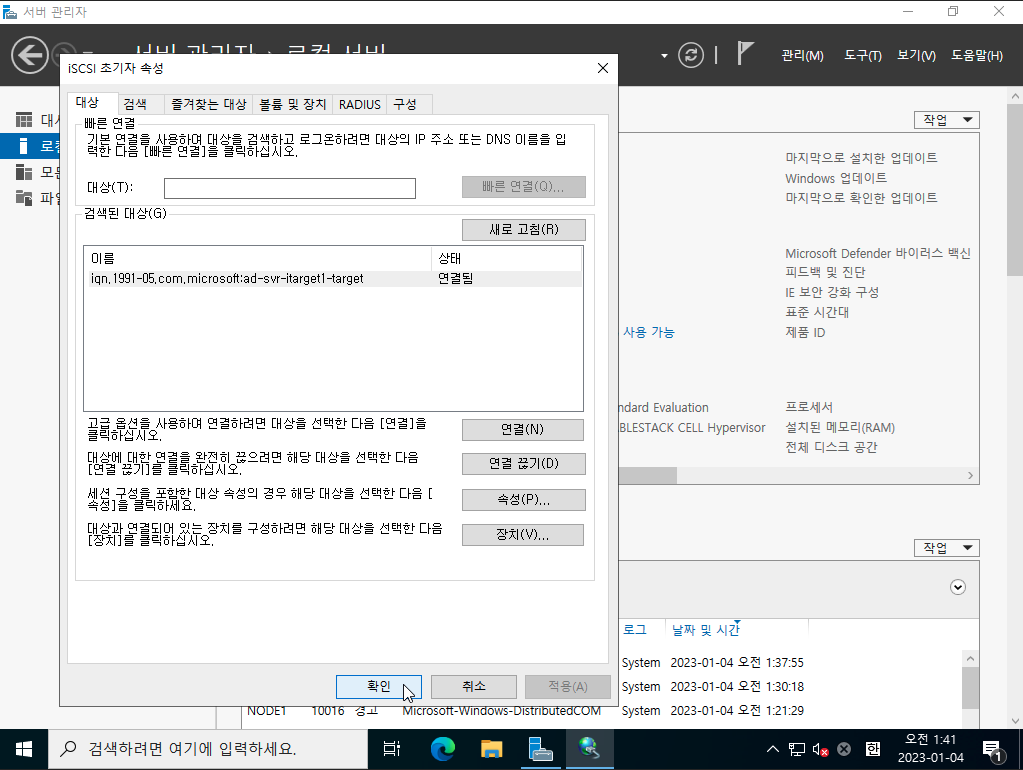 서버 관리자
관리(M) 도구(T) 보기(V) 도움말(H)
iSCSI 초기자 속성
대상 검색 즐겨찾는 대상 볼륨 및 장치 RADIUS 구성
빠른 연결
기본 연결을 사용하여 대상을 검색하고 로그온하려면 대상의 IP 주소 또는 DNS 이름을 입
력한 다음 [빠른 연결]을 클릭하십시오.
대상(T):
빠른 연결(Q)...
검색된 대상(G)
새로 고침(R)
이름 상태
iqn.1991-05.com.microsoft:ad-svr-itarget1-target 연결됨
고급 옵션을 사용하여 연결하려면 대상을 선택한 다음 [연결]을
클릭하십시오.
연결(N)
대상에 대한 연결을 완전히 끊으려면 해당 대상을 선택한 다음
[연결 끊기]를 클릭하십시오.
연결 끊기(D)
세션 구성을 포함한 대상 속성의 경우 해당 대상을 선택한 다음 [
속성]을 클릭하세요.
속성(P)...
대상과 연결되어 있는 장치를 구성하려면 해당 대상을 선택한 다음
[장치]를 클릭하십시오.
장치(V)...
확인 취소 적용(A)
작업
마지막으로 설치한 업데이트
Windows 업데이트
마지막으로 확인한 업데이트
Microsoft Defender 바이러스 백신
피드백 및 진단
IE 보안 강화 구성
표준 시간대
사용 가능 제품 ID
ndard Evaluation 프로세서
BLESTACK CELL Hypervisor 설치된 메모리(RAM)
전체 디스크 공간
작업
로그 날짜 및 시간
System 2023-01-04 오전 1:37:55
System 2023-01-04 오전 1:30:18
NODE1 10016 경고 Microsoft-Windows-DistributedCOM System 2023-01-04 오전 1:21:29
검색하려면 여기에 입력하세요.
한
오전 1:41
2023-01-04
1